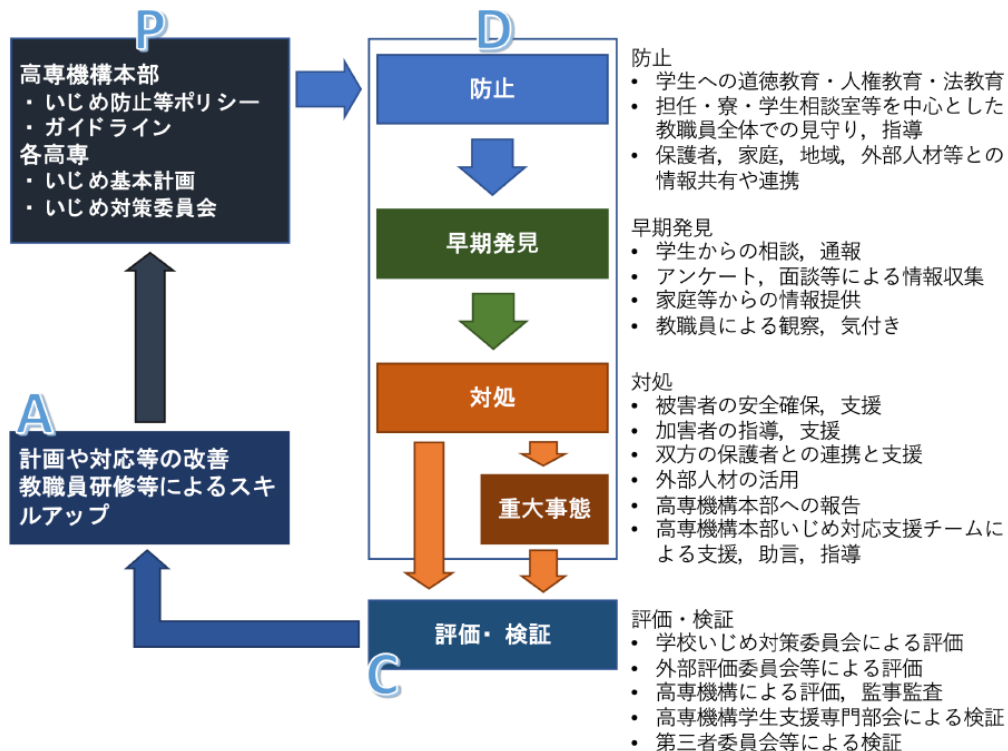 P
高専機構本部
・いじめ防止等ポリシー
・ガイドライン
各高専
・いじめ基本計画
・いじめ対策委員会
D
防止
早期発見
対処
重大事態
評価・検証
C
A
計画や対応等の改善
教職員研修等によるスキ
ルアップ
防止
• 学生への道徳教育・人権教育・法教育
• 担任・寮・学生相談室等を中心とした
教職員全体での見守り，指導
• 保護者，家庭，地域，外部人材等との
情報共有や連携
早期発見
• 学生からの相談，通報
• アンケート，面談等による情報収集
• 家庭等からの情報提供
• 教職員による観察，気付き
対処
• 被害者の安全確保，支援
• 加害者の指導，支援
• 双方の保護者との連携と支援
• 外部人材の活用
• 高専機構本部への報告
• 高専機構本部いじめ対応支援チームに
よる支援，助言，指導
評価・検証
• 学校いじめ対策委員会による評価
• 外部評価委員会等による評価
• 高専機構による評価，監事監査
• 高専機構学生支援専門部会による検証
• 第三者委員会等による検証